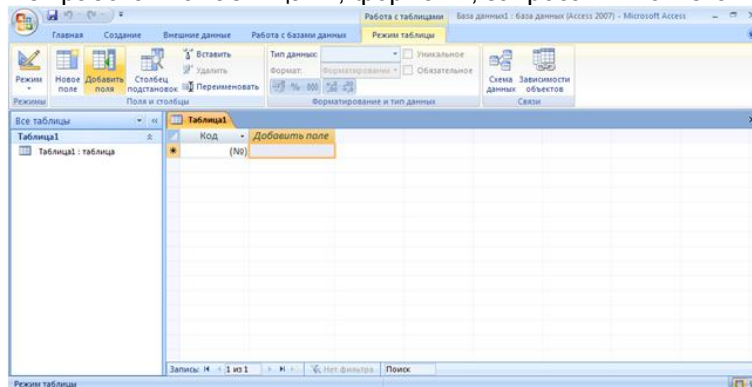 Работа с таблицами База данных1 : база данных (Access 2007) - Microsoft Access
Главная Создание Внешние данные Работа с базами данных Режим таблицы
Режим
Новое поле
Добавить поля
Столбец подстановок
Вставить
Удалить
Переименовать
Тип данных: Уникальное
Формат: Форматирование Обязательное
% 000
Схема данных
Зависимости объектов
Режимы Поля и столбцы Форматирование и тип данных Связи
Все таблицы «
Таблица1
Таблица1 : таблица
Таблица1
Код Добавить поле
(№)
Запись: 1 из 1 Нет фильтра Поиск
Режим таблицы